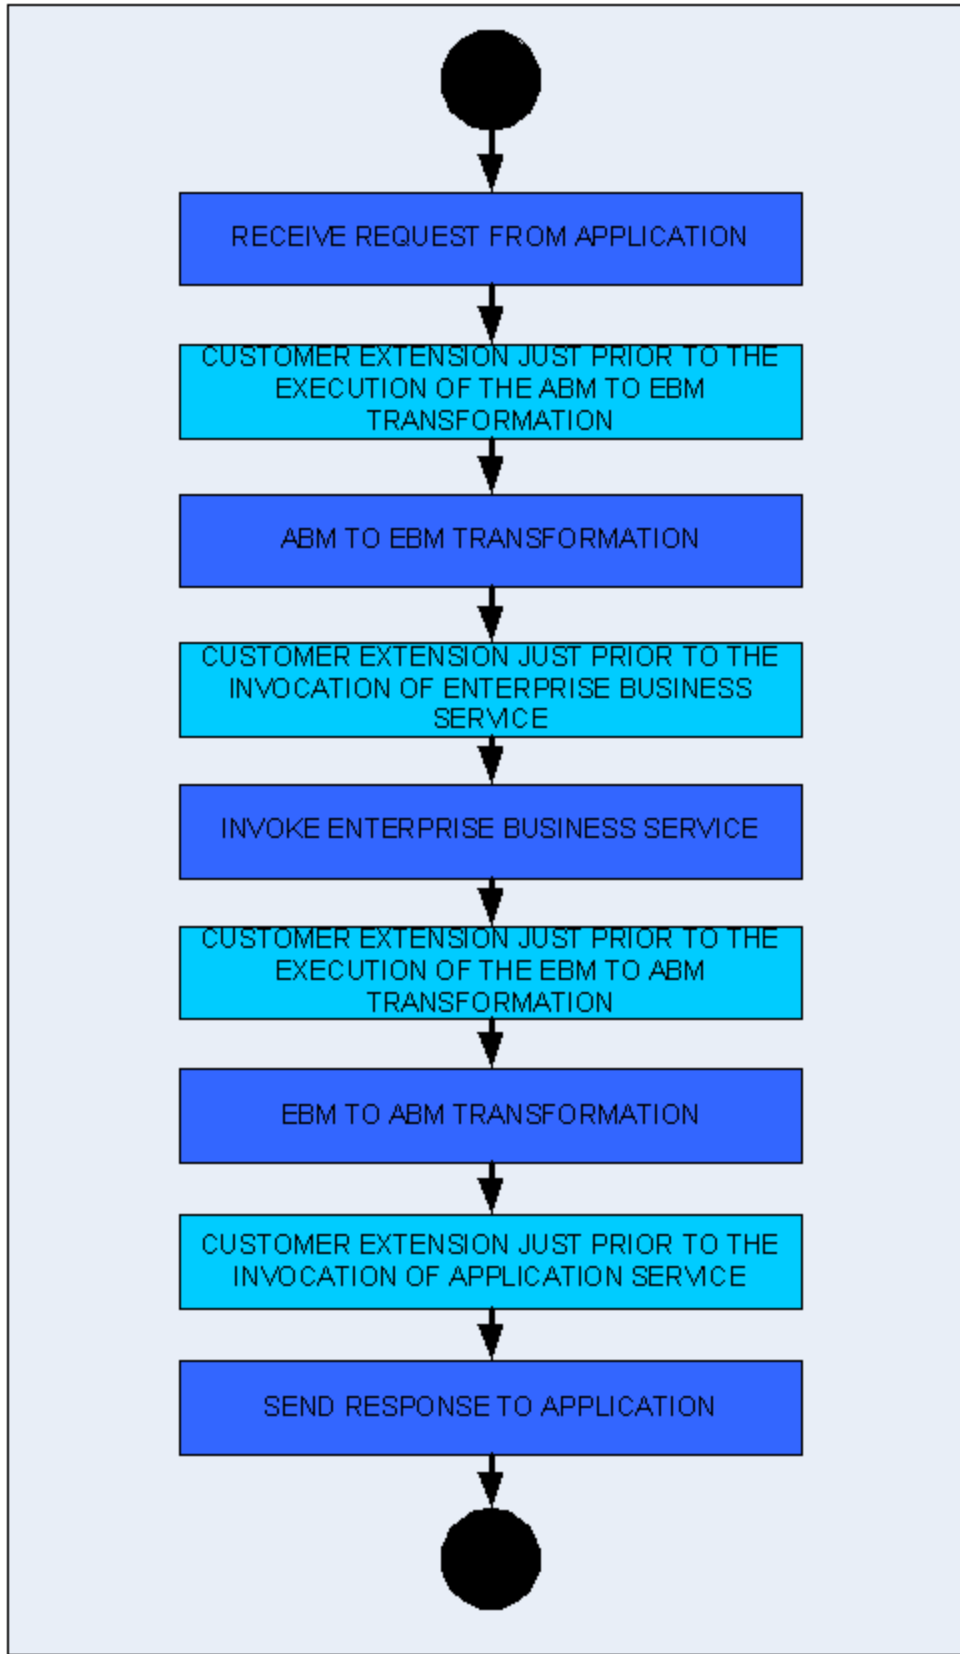 RECEIVE REQUEST FROM APPLICATION
CUSTOMER EXTENSION JUST PRIOR TO THE
EXECUTION OF THE ABM TO EBM
TRANSFORMATION
ABM TO EBM TRANSFORMATION
CUSTOMER EXTENSION JUST PRIOR TO THE
INVOCATION OF ENTERPRISE BUSINESS
SERVICE
INVOKE ENTERPRISE BUSINESS SERVICE
CUSTOMER EXTENSION JUST PRIOR TO THE
EXECUTION OF THE EBM TO ABM
TRANSFORMATION
EBM TO ABM TRANSFORMATION
CUSTOMER EXTENSION JUST PRIOR TO THE
INVOCATION OF APPLICATION SERVICE
SEND RESPONSE TO APPLICATION